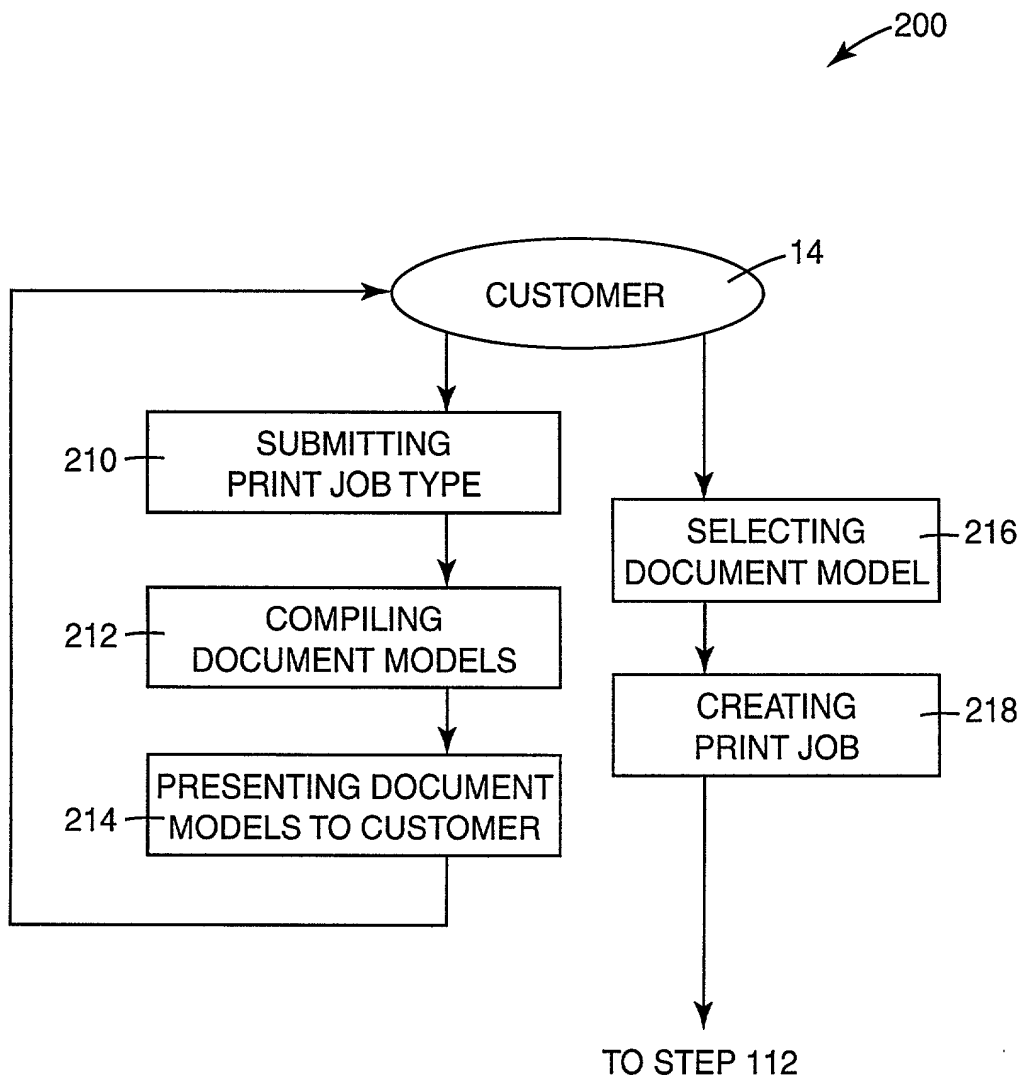 200
14
CUSTOMER
210
SUBMITTING
PRINT JOB TYPE
212
COMPILING
DOCUMENT MODELS
214
PRESENTING DOCUMENT
MODELS TO CUSTOMER
SELECTING
DOCUMENT MODEL
216
CREATING
PRINT JOB
218
TO STEP 112